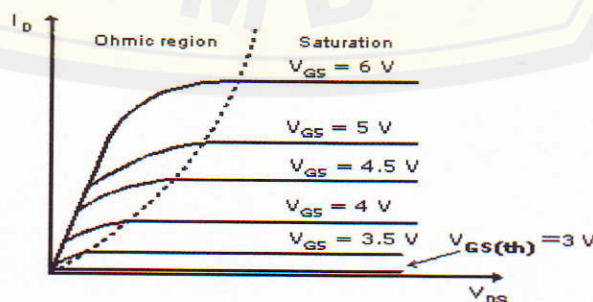 I_D
Ohmic region
Saturation
V_GS = 6 V
V_GS = 5 V
V_GS = 4.5 V
V_GS = 4 V
V_GS = 3.5 V
V_GS(th) =3 V
V_DS